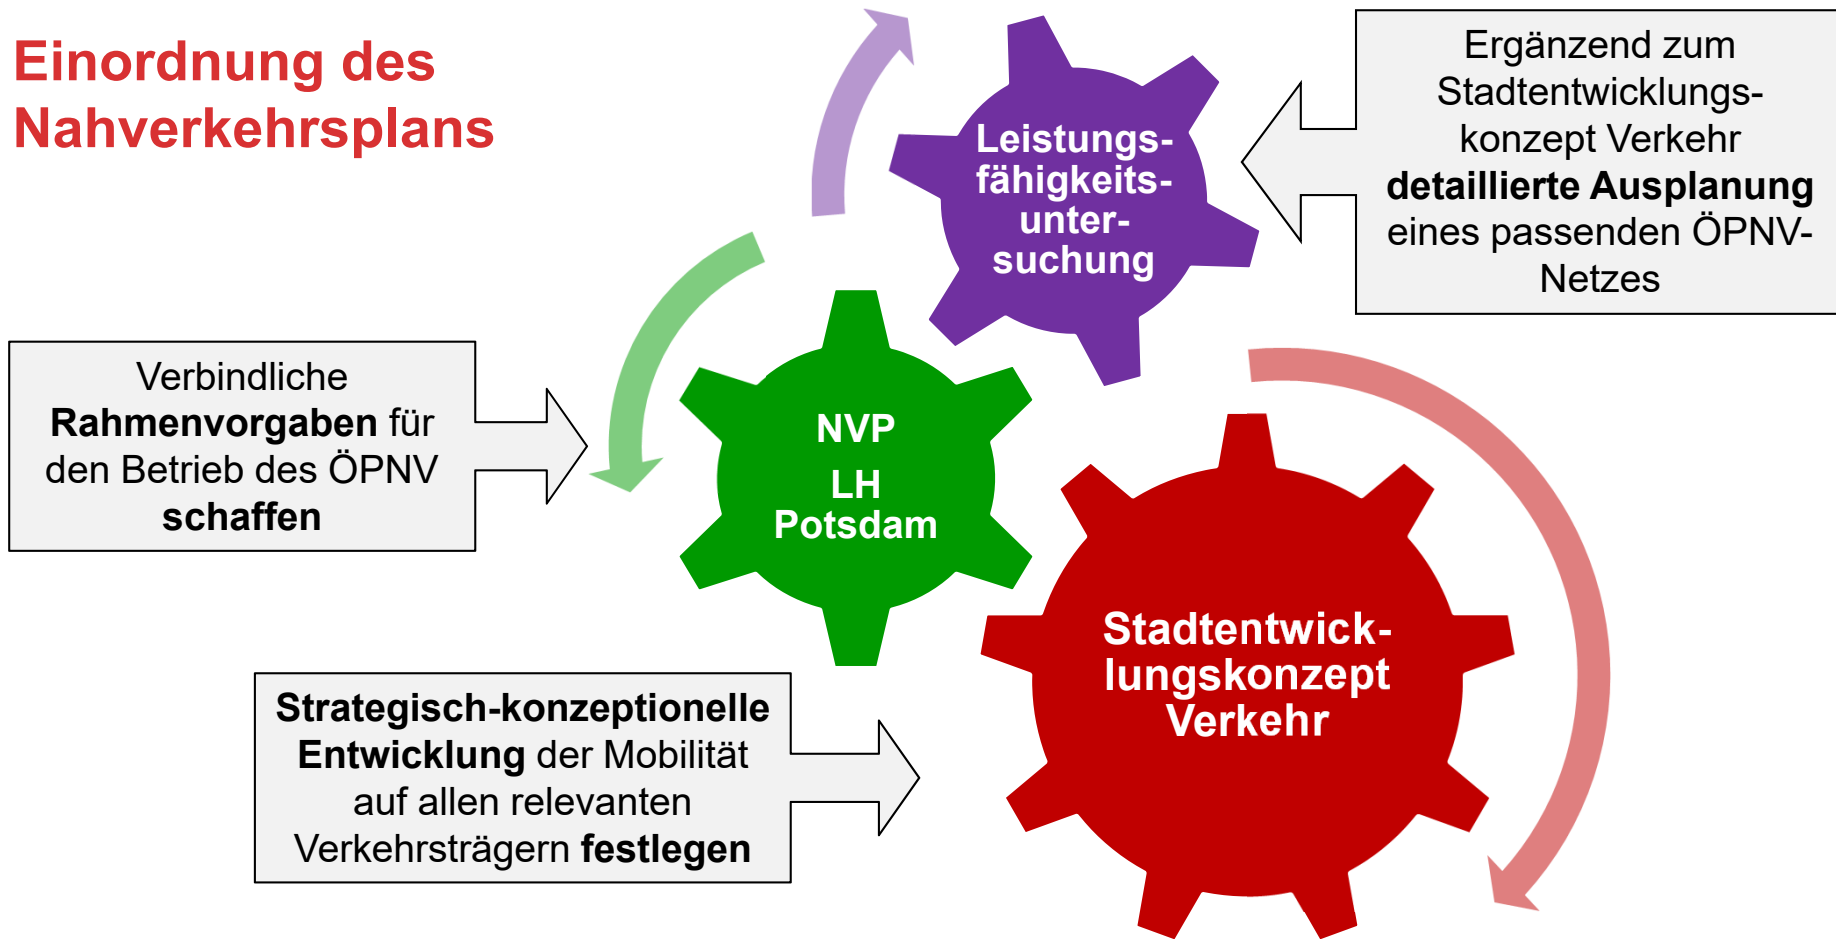 Einordnung des
Nahverkehrsplans
Leistungs-
fähigkeits-
unter-
suchung
Ergänzend zum
Stadtentwicklungs-
konzept Verkehr
detaillierte Ausplanung
eines passenden ÖPNV-
Netzes
Verbindliche
Rahmenvorgaben für
den Betrieb des ÖPNV
schaffen
NVP
LH
Potsdam
Strategisch-konzeptionelle
Entwicklung der Mobilität
auf allen relevanten
Verkehrsträgern festlegen
Stadtentwick-
lungskonzept
Verkehr